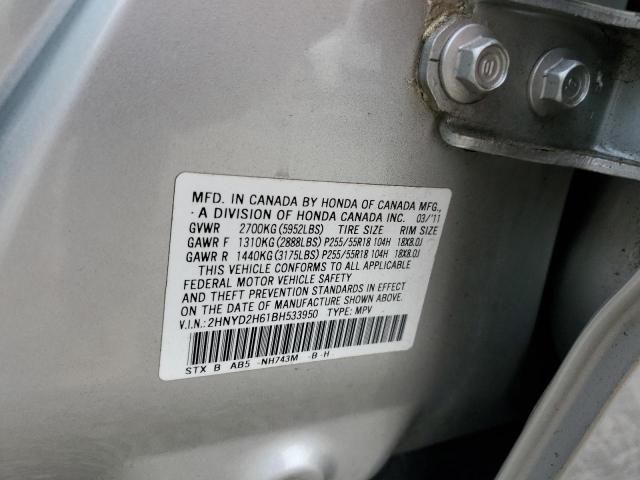 MFD. IN CANADA BY HONDA OF CANADA MFG.,
A DIVISION OF HONDA CANADA INC. 03/'11
GVWR 2700KG(5952LBS) TIRE SIZE RIM SIZE
GAWR F 1310KG(2888LBS) P255/55R18 104H 18X8.0J
GAWR R 1440KG(3175LBS) P255/55R18 104H 18X8.0J
THIS VEHICLE CONFORMS TO ALL APPLICABLE
FEDERAL MOTOR VEHICLE SAFETY
AND THEFT PREVENTION STANDARDS IN EFFECT
ON THE DATE OF MANUFACTURE SHOWN ABOVE.
V.I.N.: 2HNYD2H61BH533950 TYPE: MPV
STX B AB5 -NH743M -B-H